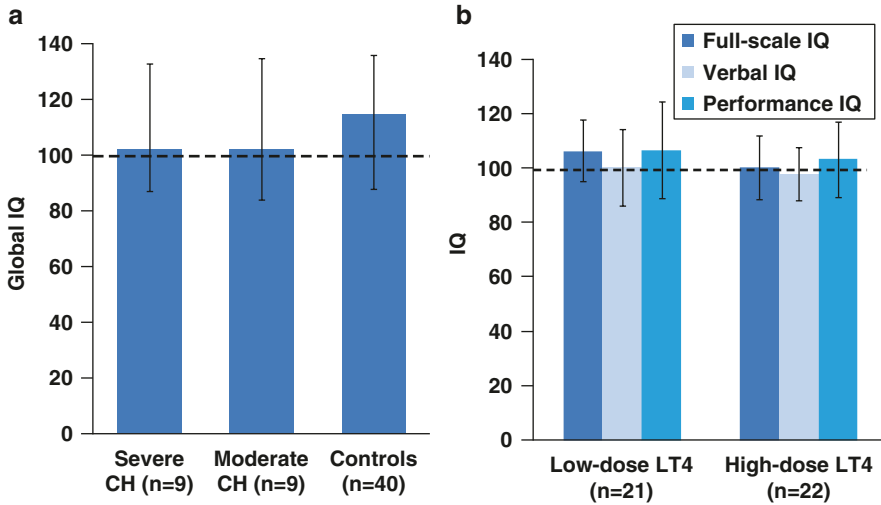 a
Global IQ
140
120
100
80
60
40
20
0
Severe
CH (n=9)
Moderate
CH (n=9)
Controls
(n=40)
b
Full-scale IQ
Verbal IQ
Performance IQ
IQ
140
120
100
80
60
40
20
0
Low-dose LT4
(n=21)
High-dose LT4
(n=22)